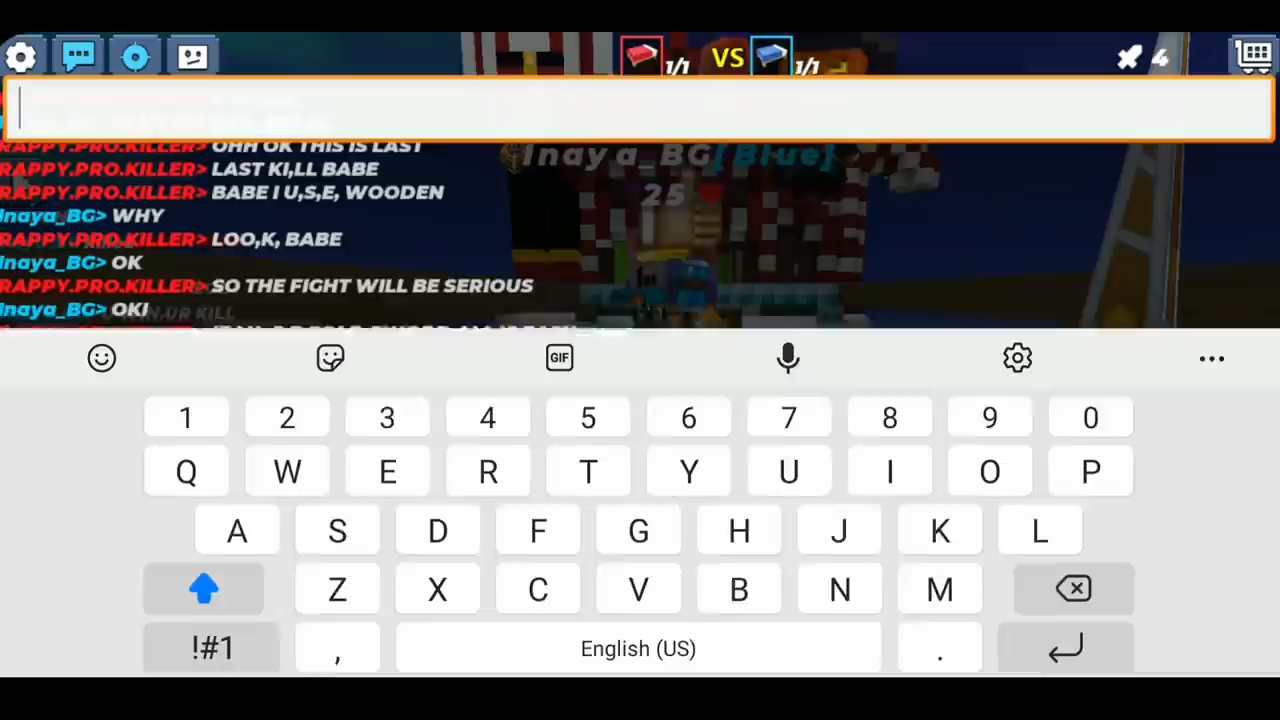 1/1 VS 1/1
4
RAPPY.PRO.KILLER> OHH OK THIS IS LAST
RAPPY.PRO.KILLER> LAST KI,LL BABE
RAPPY.PRO.KILLER> BABE I U,S,E, WOODEN
Inaya_BG> WHY
RAPPY.PRO.KILLER> LOO,K, BABE
Inaya_BG> OK
RAPPY.PRO.KILLER> SO THE FIGHT WILL BE SERIOUS
Inaya_BG> OKI
Inaya_BG[Blue]
25
GIF
1 2 3 4 5 6 7 8 9 0
Q W E R T Y U I O P
A S D F G H J K L
Z X C V B N M
!#1 , English (US) .